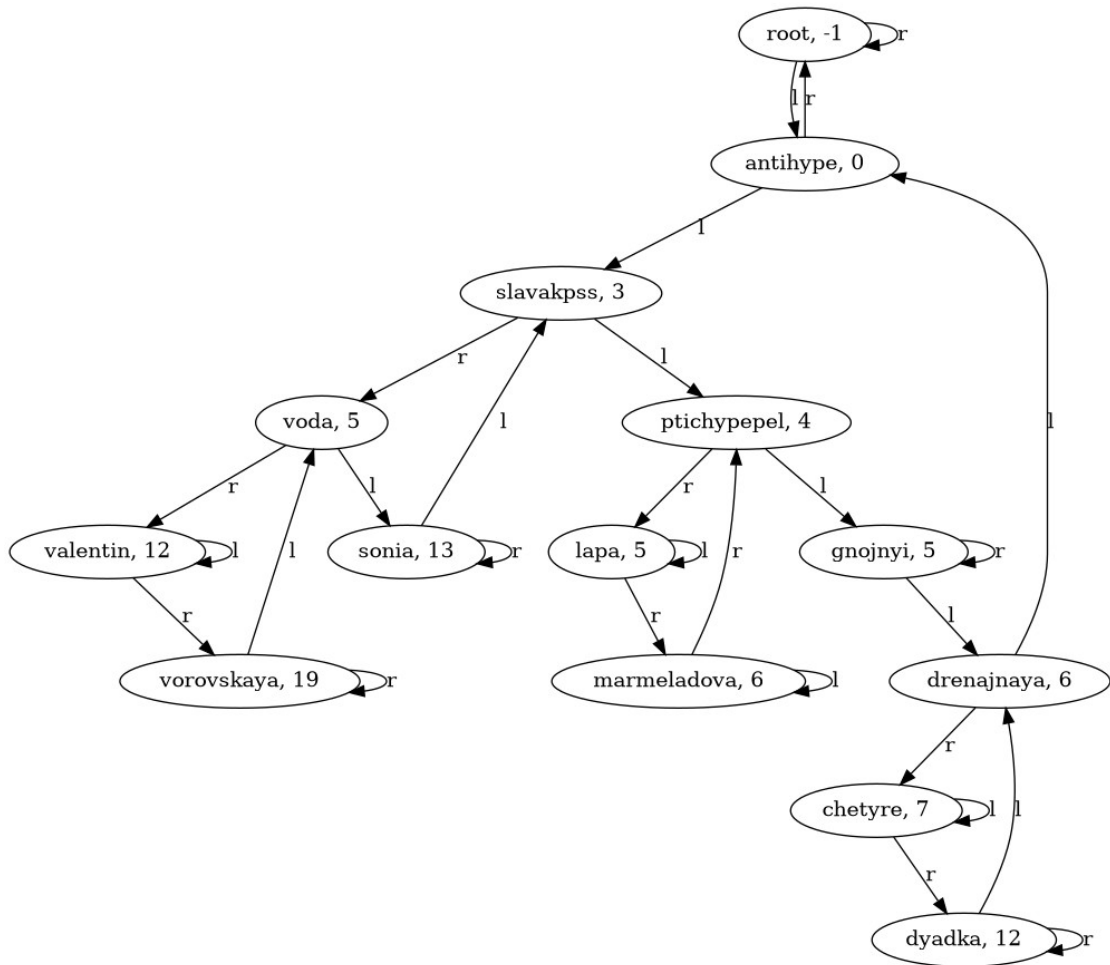 root, -1
r
l
r
antihype, 0
l
slavakpss, 3
r
l
l
l
voda, 5
ptichypepel, 4
r
l
r
l
valentin, 12
l
sonia, 13
r
lapa, 5
l
gnojnyi, 5
r
r
l
r
r
l
vorovskaya, 19
r
marmeladova, 6
l
drenajnaya, 6
r
chetyre, 7
l
l
r
dyadka, 12
r